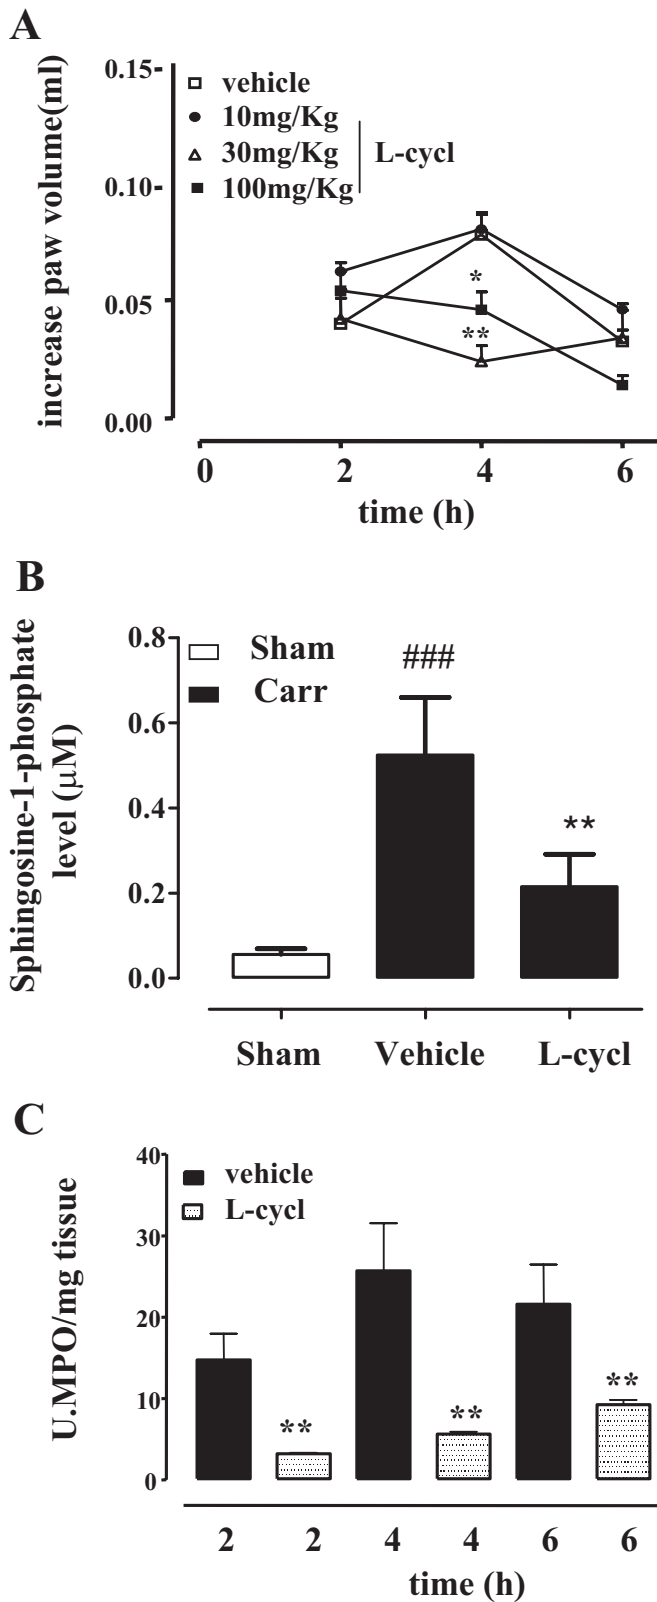 A
increase paw volume(ml)
0.15
0.10
0.05
0.00
vehicle
10mg/Kg
30mg/Kg
100mg/Kg
L-cycl
*
**
0 2 4 6
time (h)
B
Sphingosine-1-phosphate
level (μM)
0.8
0.6
0.4
0.2
0.0
Sham
Carr
###
**
Sham Vehicle L-cycl
C
U.MPO/mg tissue
40
30
20
10
0
vehicle
L-cycl
**
**
**
2 2 4 4 6 6
time (h)